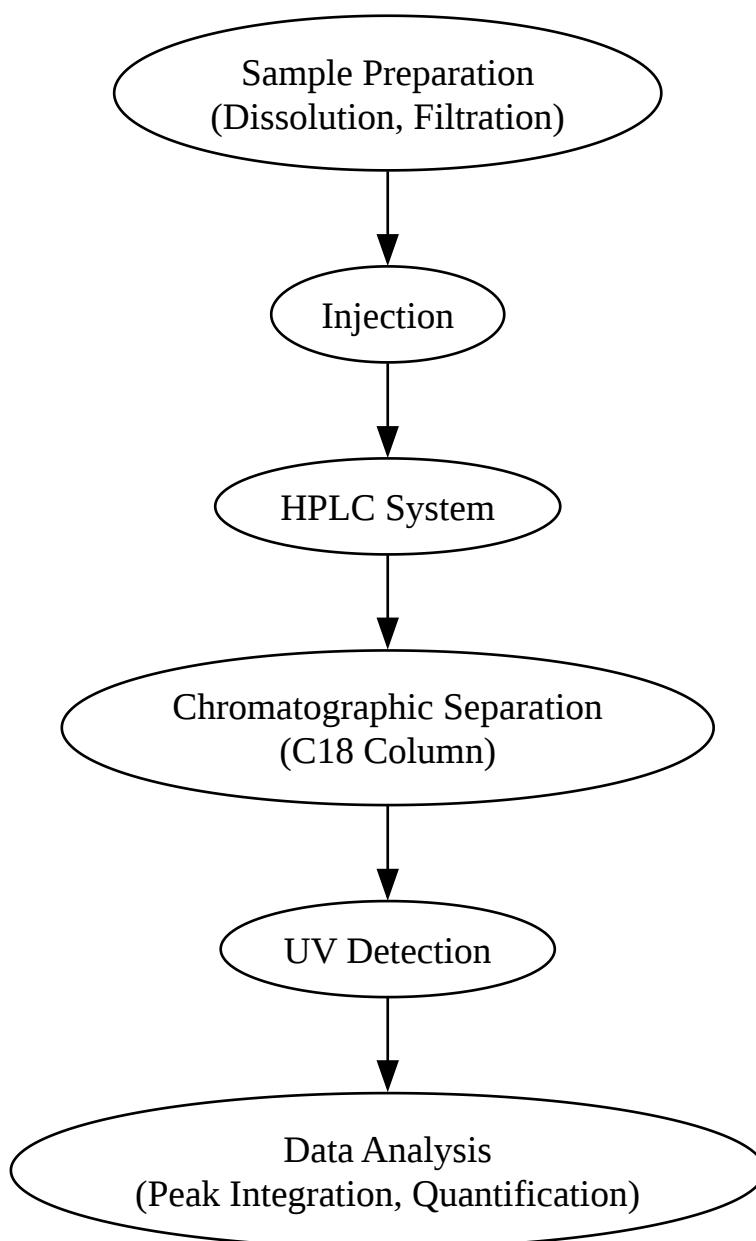 Sample Preparation
(Dissolution, Filtration)
Injection
HPLC System
Chromatographic Separation
(C18 Column)
UV Detection
Data Analysis
(Peak Integration, Quantification)